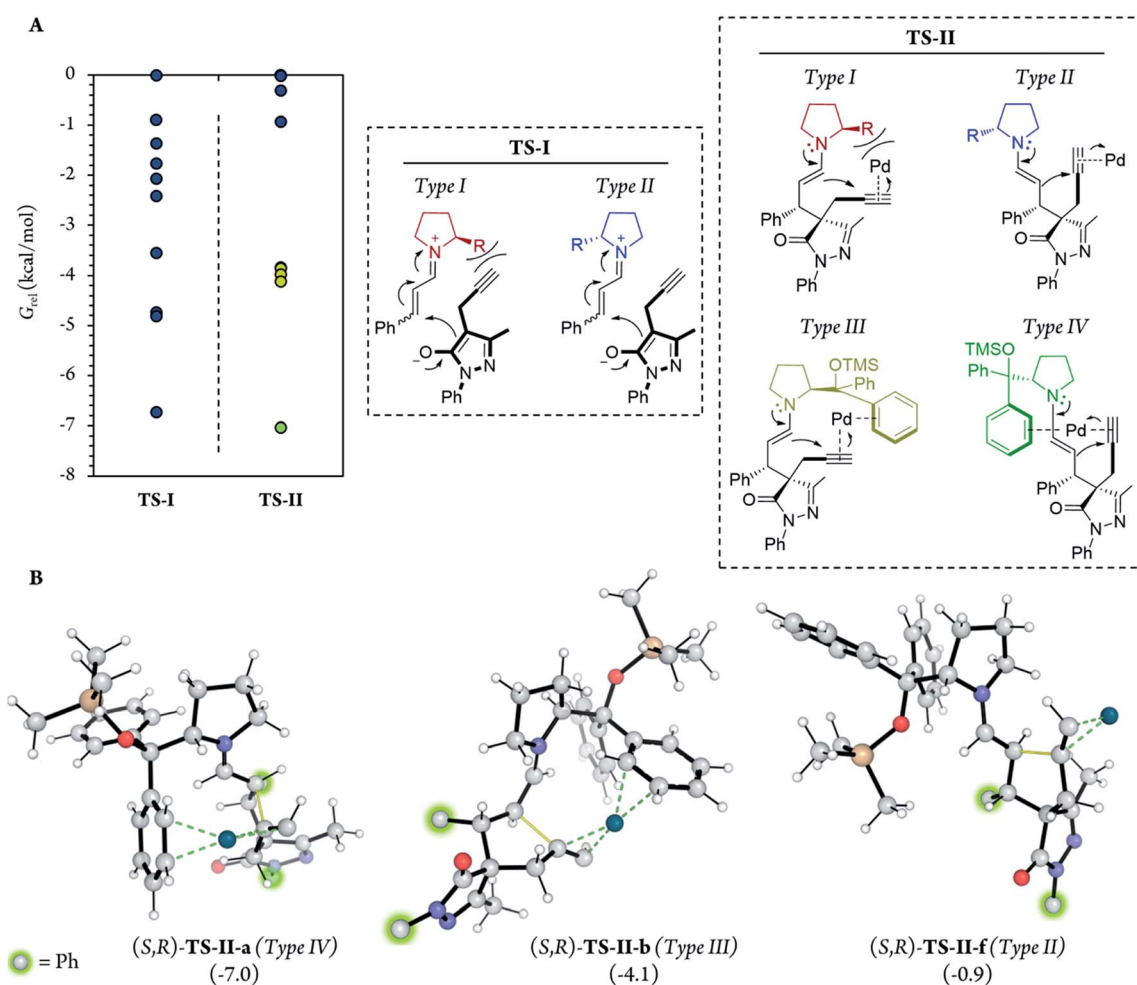 A
G_rel (kcal/mol)
0
-1
-2
-3
-4
-5
-6
-7
-8
TS-I
TS-II
TS-I
Type I
Type II
N
+
R
R
N
+
Ph
Ph
O
−
N
N
Ph
O
−
N
N
Ph
TS-II
Type I
Type II
N:
R
Pd
Ph
O
N
N
Ph
R
N:
Pd
Ph
O
N
N
Ph
Type III
Type IV
OTMS
Ph
N:
Pd
Ph
O
N
N
Ph
TMSO
Ph
N:
Pd
Ph
O
N
N
Ph
B
= Ph
(S,R)-TS-II-a (Type IV)
(-7.0)
(S,R)-TS-II-b (Type III)
(-4.1)
(S,R)-TS-II-f (Type II)
(-0.9)